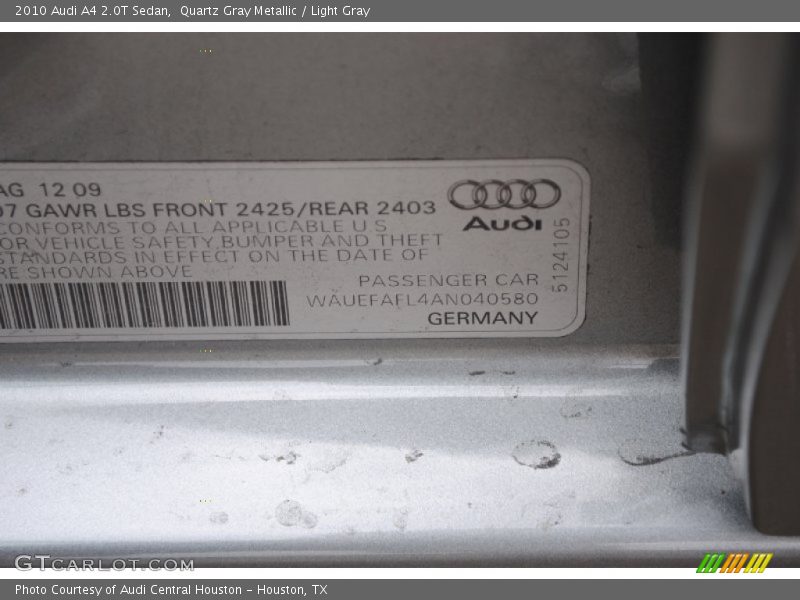 2010 Audi A4 2.0T Sedan,  Quartz Gray Metallic / Light Gray
AG 12 09
07 GAWR LBS FRONT 2425/REAR 2403
CONFORMS TO ALL APPLICABLE U S
OR VEHICLE SAFETY,BUMPER AND THEFT
STANDARDS IN EFFECT ON THE DATE OF
RE SHOWN ABOVE
Audi
5124105
PASSENGER CAR
WAUEFAFL4AN040580
GERMANY
GTCARLOT.COM
Photo Courtesy of Audi Central Houston – Houston, TX